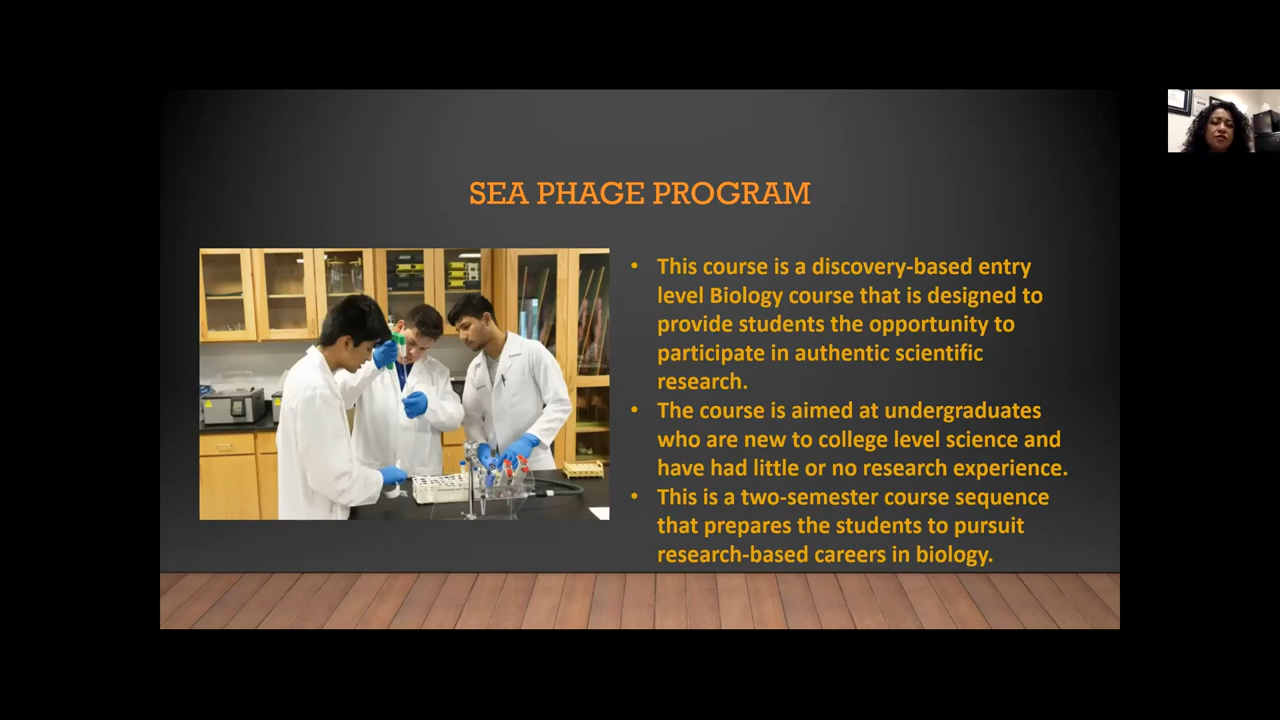 SEA PHAGE PROGRAM
• This course is a discovery-based entry
level Biology course that is designed to
provide students the opportunity to
participate in authentic scientific
research.
• The course is aimed at undergraduates
who are new to college level science and
have had little or no research experience.
• This is a two-semester course sequence
that prepares the students to pursuit
research-based careers in biology.